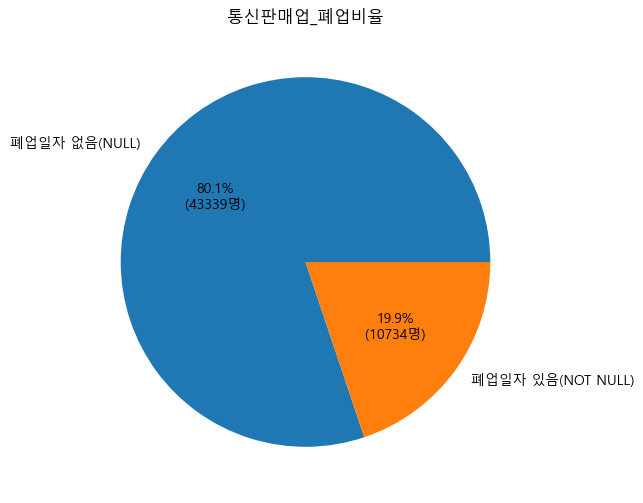 통신판매업_폐업비율
폐업일자 없음(NULL)
80.1%
(43339명)
19.9%
(10734명)
폐업일자 있음(NOT NULL)